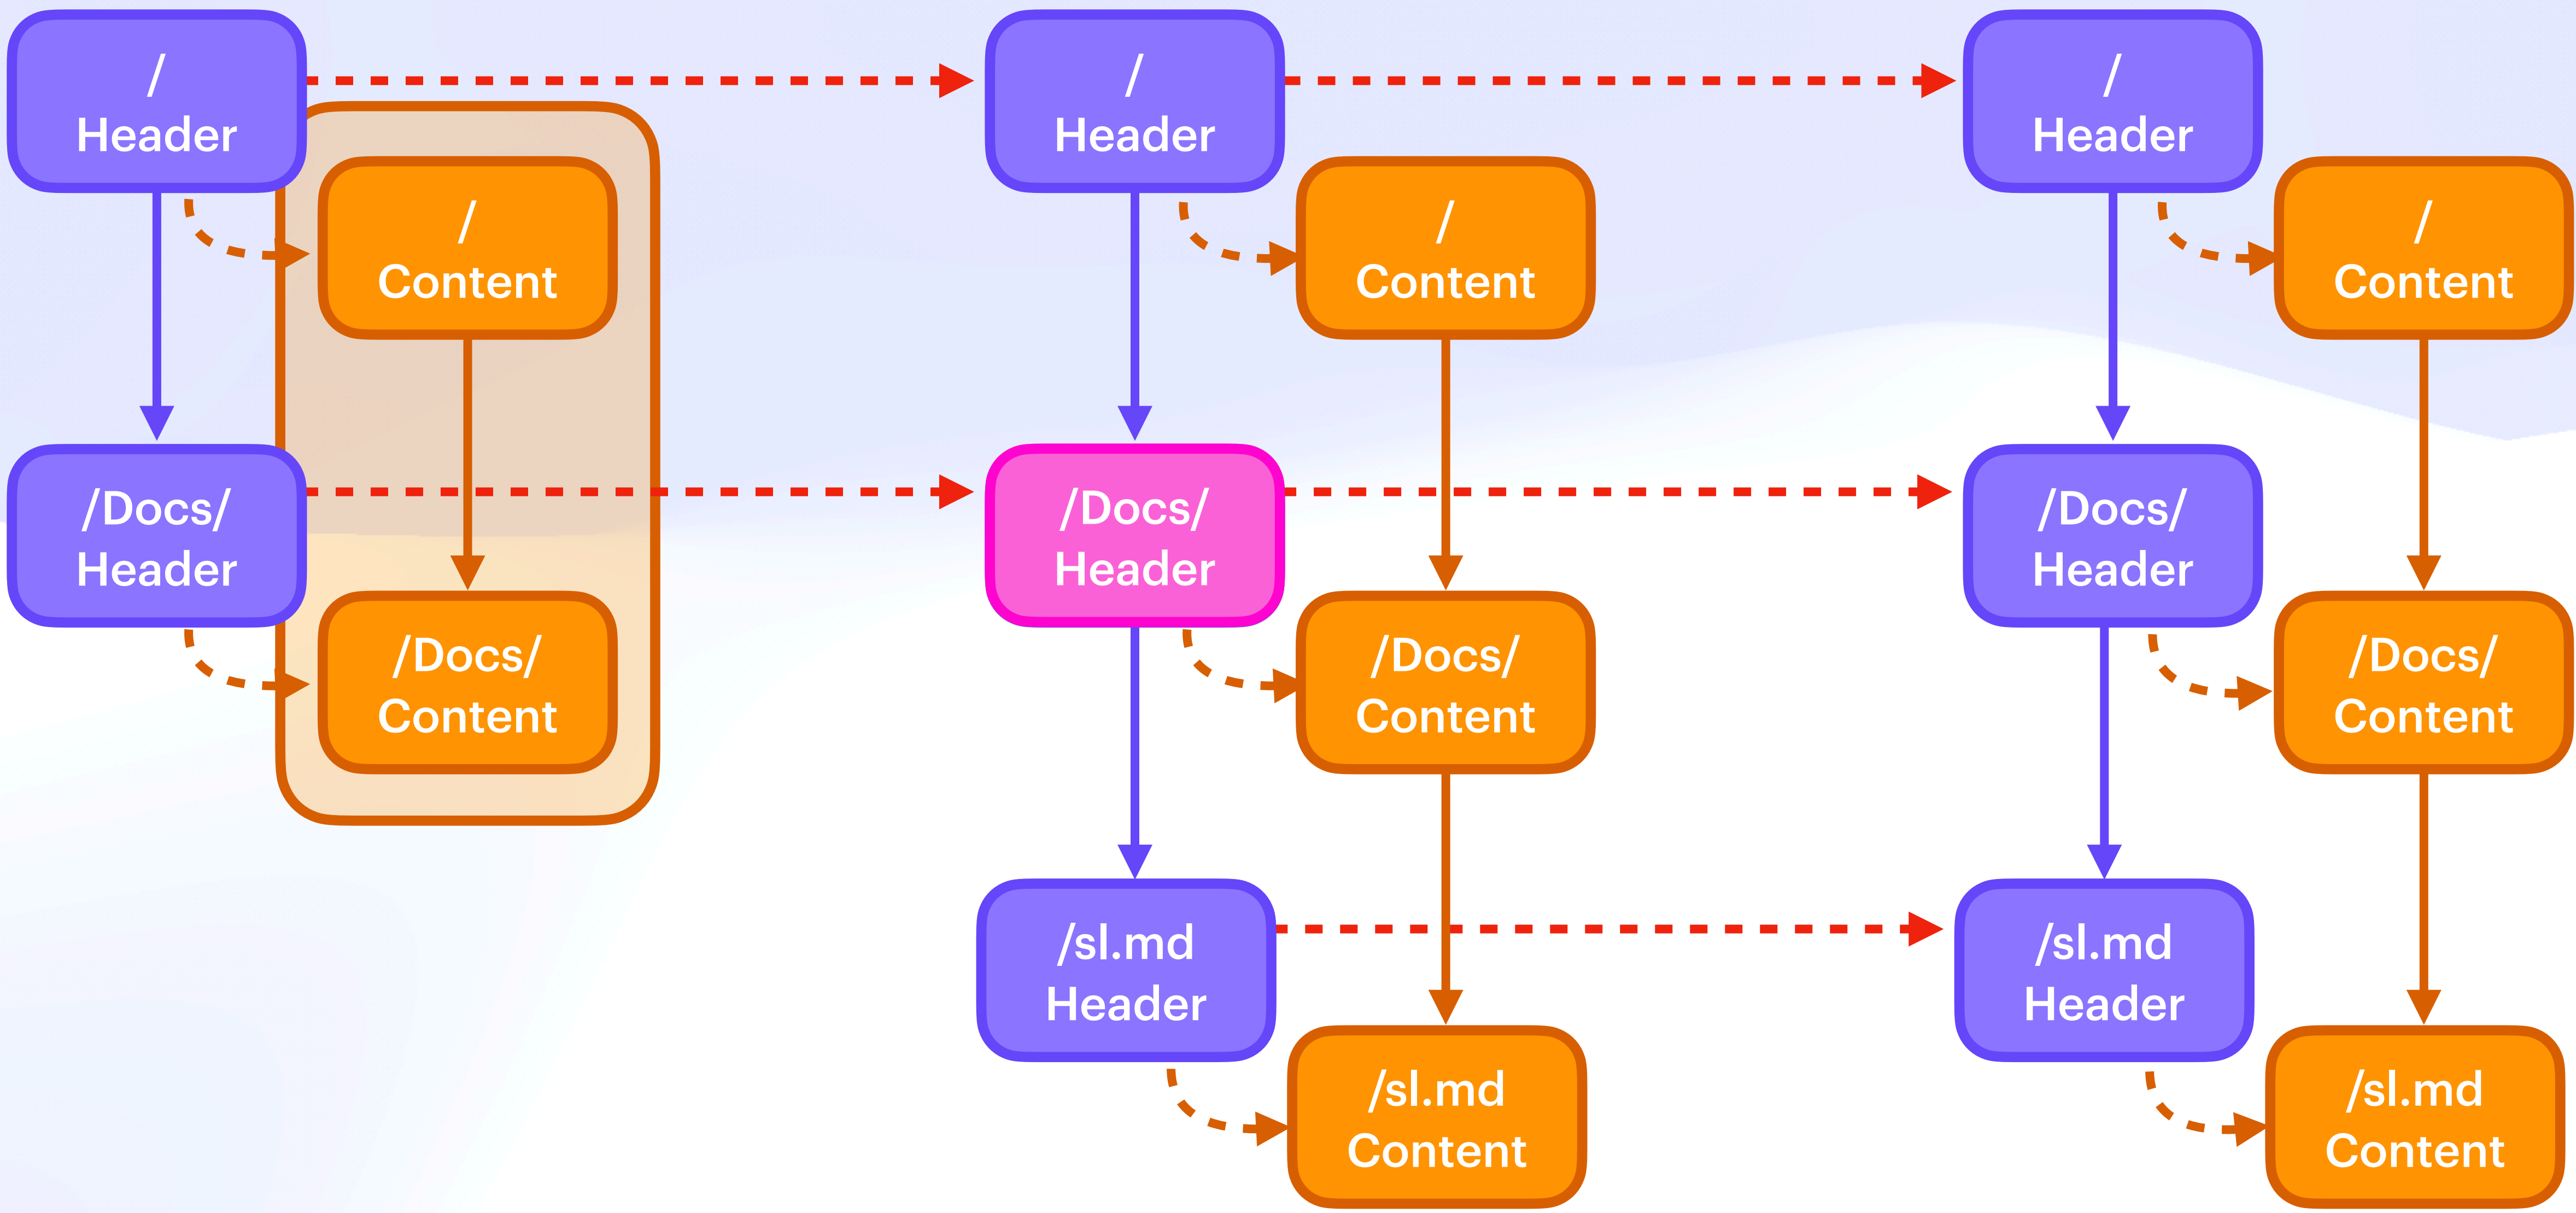 /
Header
/
Content
/Docs/
Header
/Docs/
Content
/
Header
/
Content
/Docs/
Header
/Docs/
Content
/sl.md
Header
/sl.md
Content
/
Header
/
Content
/Docs/
Header
/Docs/
Content
/sl.md
Header
/sl.md
Content